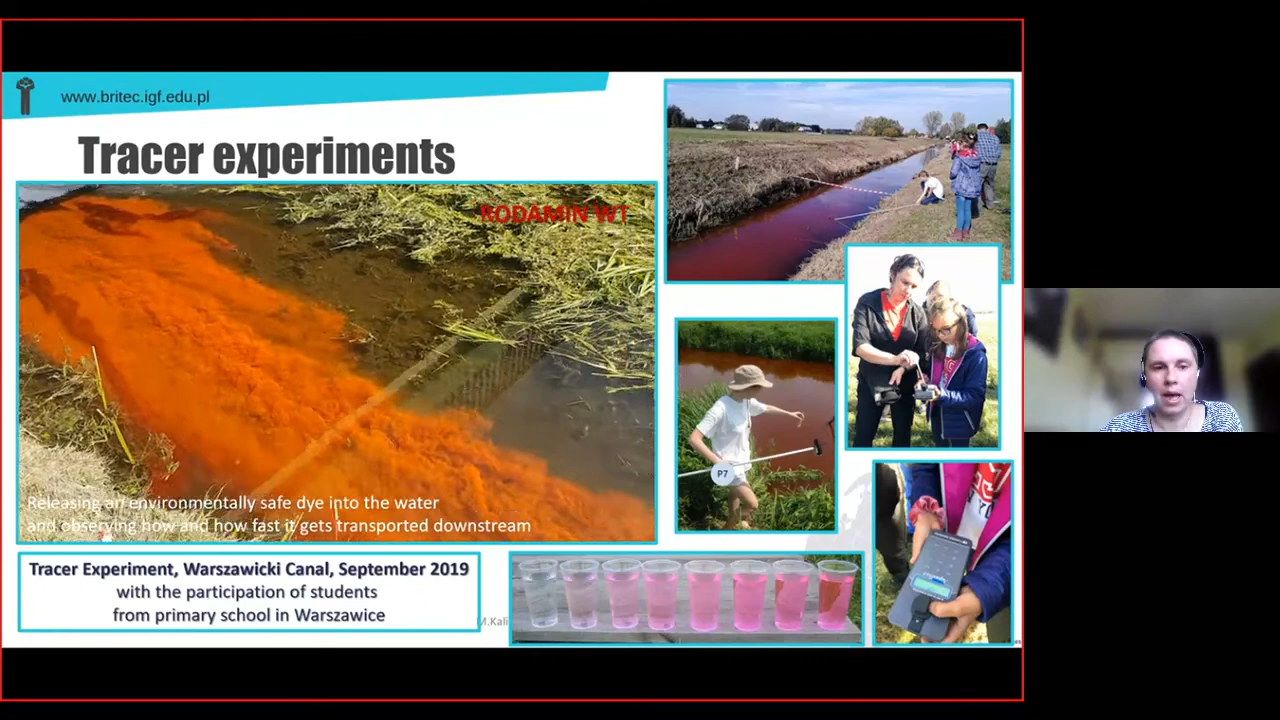 www.britec.igf.edu.pl
Tracer experiments
RODAMIN WT
Releasing an environmentally safe dye into the water
and observing how and how fast it gets transported downstream
P7
Tracer Experiment, Warszawicki Canal, September 2019
with the participation of students
from primary school in Warszawice
M.Kali